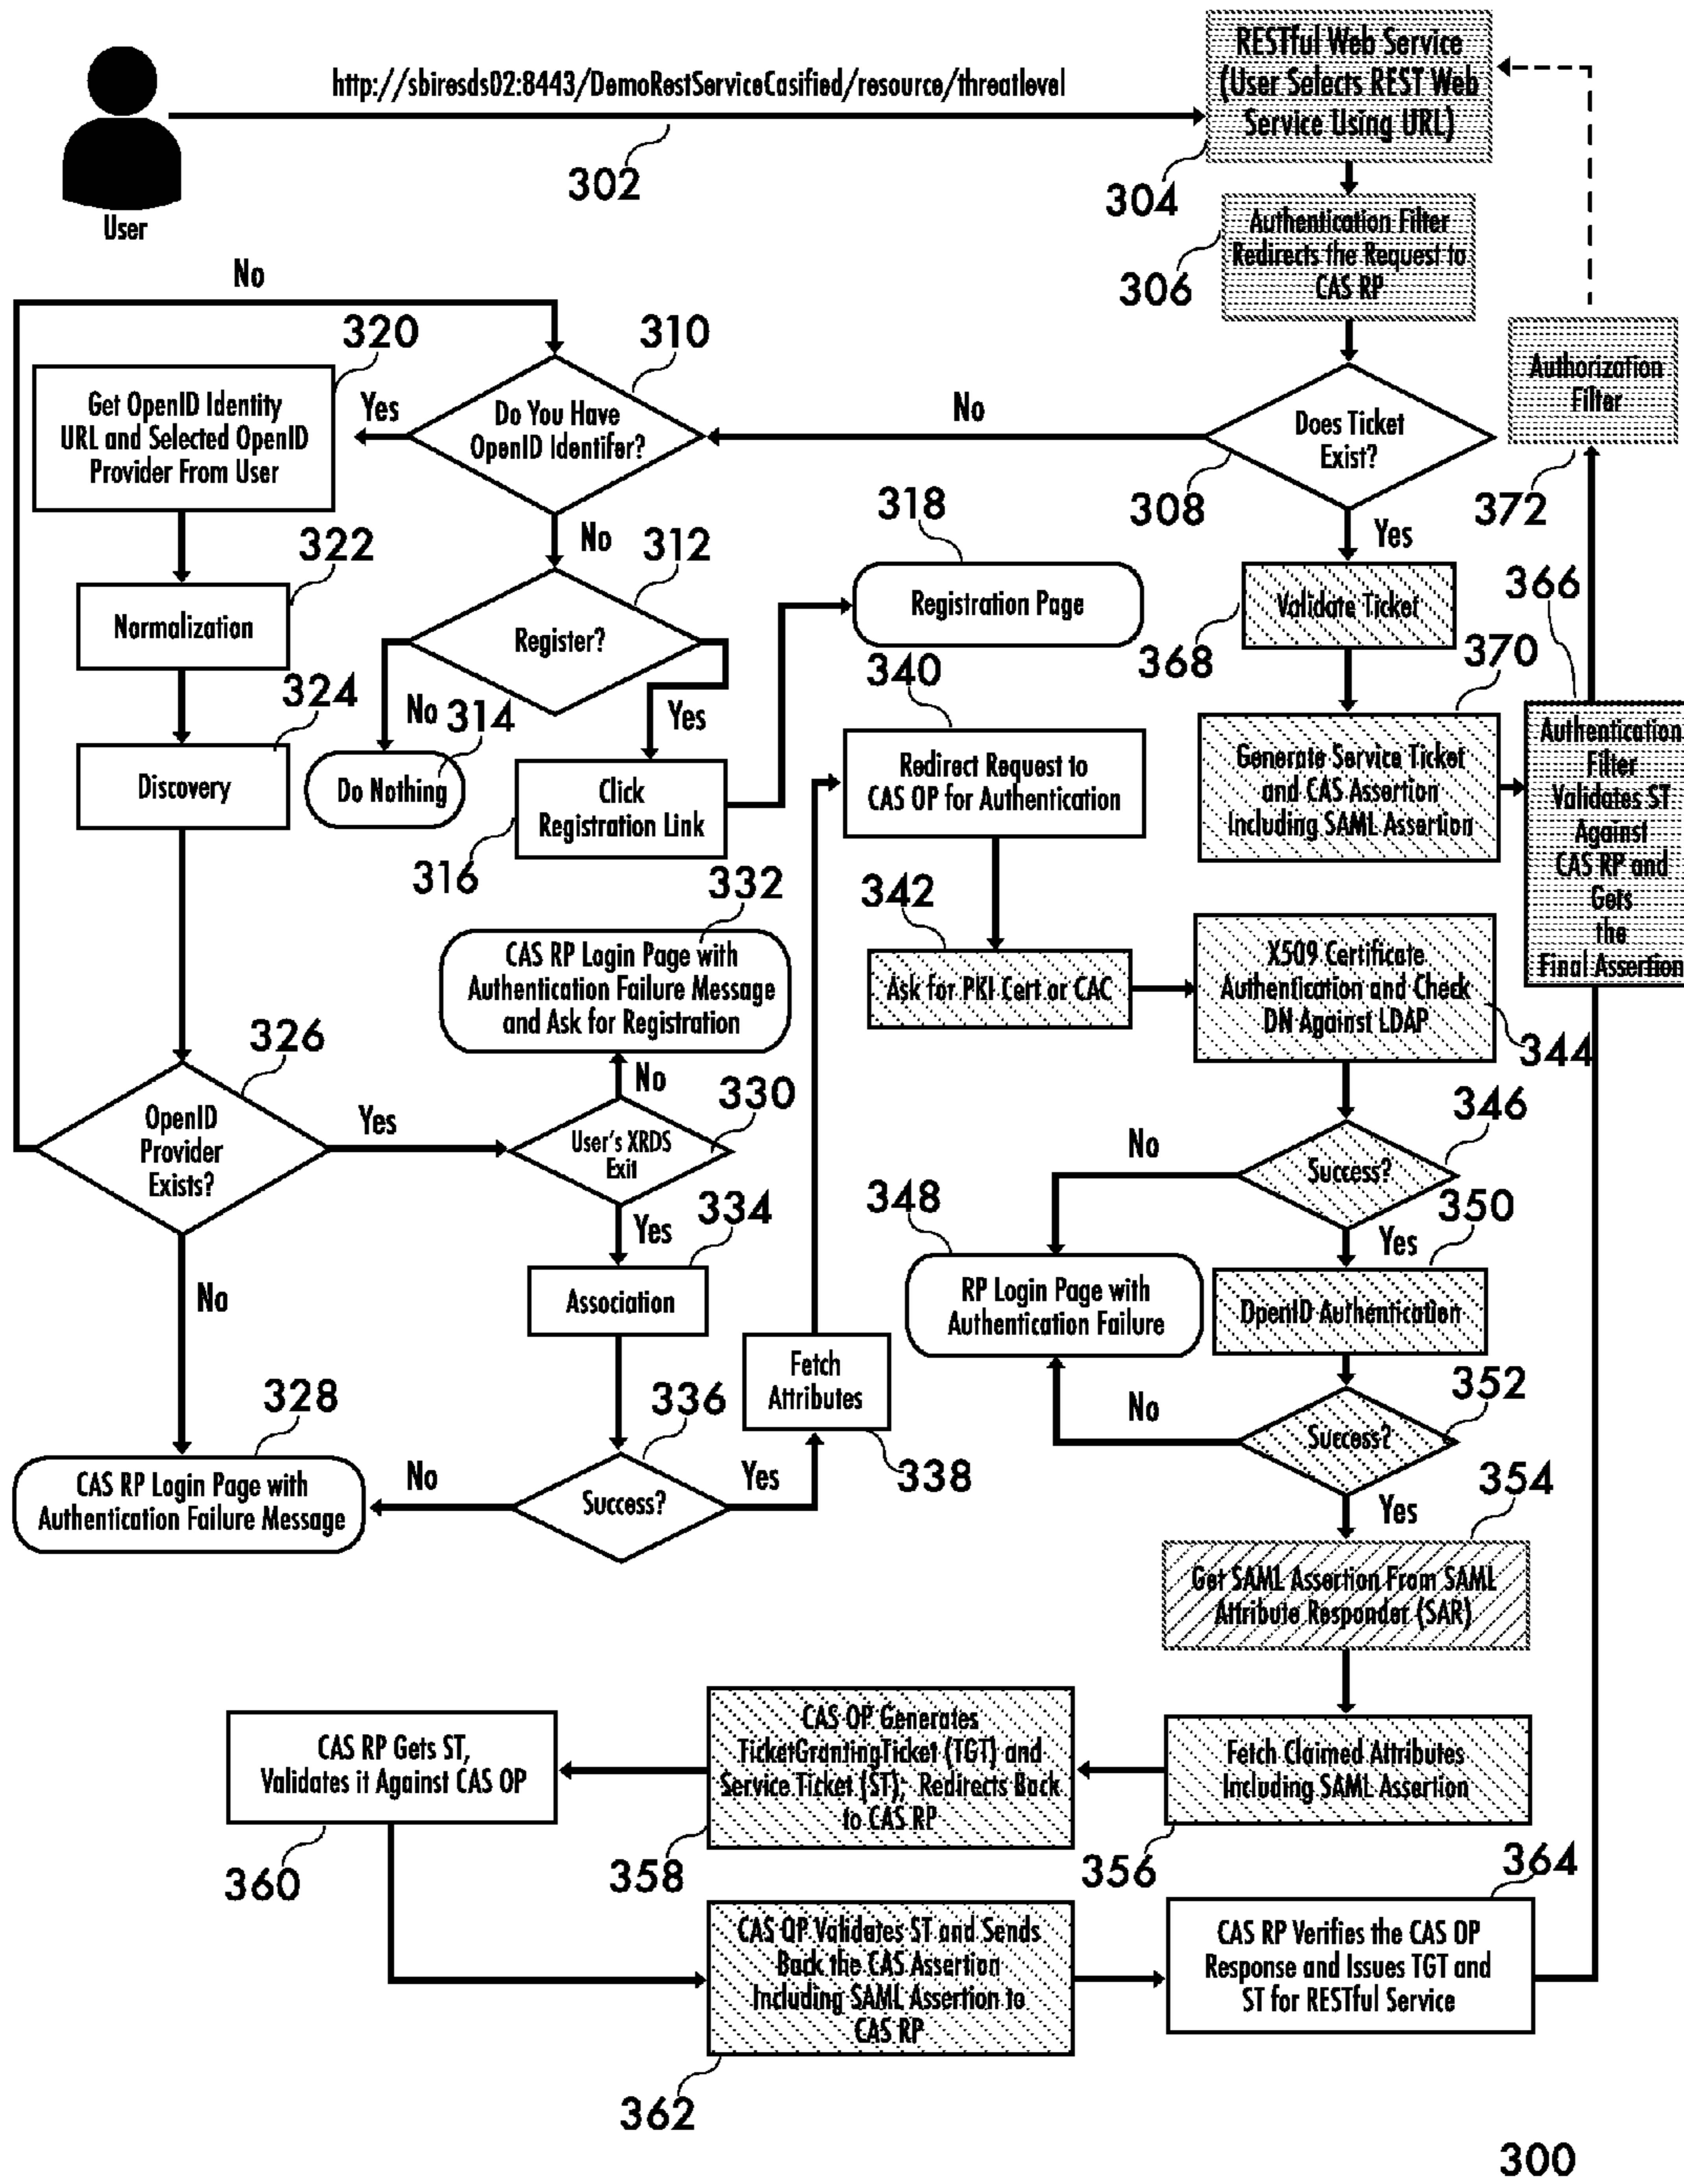 http://sbiresds02:8443/DemoRestServiceCasified/resource/threatlevel
302
User
RESTful Web Service
(User Selects REST Web
Service Using URL)
304
Authentication Filter
Redirects the Request to
CAS RP
306
No
320
310
Get OpenID Identity
URL and Selected OpenID
Provider From User
Yes
Do You Have
OpenID Identifer?
No
Does Ticket
Exist?
308
Yes
Authorization
Filter
372
No
322
Normalization
312
Register?
318
Registration Page
Validate Ticket
368
366
324
Discovery
No
314
Do Nothing
Yes
Click
Registration Link
316
340
Redirect Request to
CAS OP for Authentication
370
Generate Service Ticket
and CAS Assertion
Including SAML Assertion
Authentication
Filter
Validates ST
Against
CAS RP and
Gets
the
Final Assertion
332
CAS RP Login Page with
Authentication Failure Message
and Ask for Registration
342
Ask for PKI Cert or CAC
X509 Certificate
Authentication and Check
DN Against LDAP
344
326
OpenID
Provider
Exists?
Yes
No
330
User's XRDS
Exit
Yes
334
Association
346
Success?
No
348
RP Login Page with
Authentication Failure
Yes
350
OpenID Authentication
No
328
CAS RP Login Page with
Authentication Failure Message
No
336
Success?
Yes
Fetch
Attributes
338
No
352
Success?
Yes
354
Get SAML Assertion From SAML
Attribute Responder (SAR)
CAS RP Gets ST,
Validates it Against CAS OP
360
CAS OP Generates
TicketGrantingTicket (TGT) and
Service Ticket (ST); Redirects Back
to CAS RP
358
Fetch Claimed Attributes
Including SAML Assertion
356
364
CAS OP Validates ST and Sends
Back the CAS Assertion
Including SAML Assertion to
CAS RP
362
CAS RP Verifies the CAS OP
Response and Issues TGT and
ST for RESTful Service
300